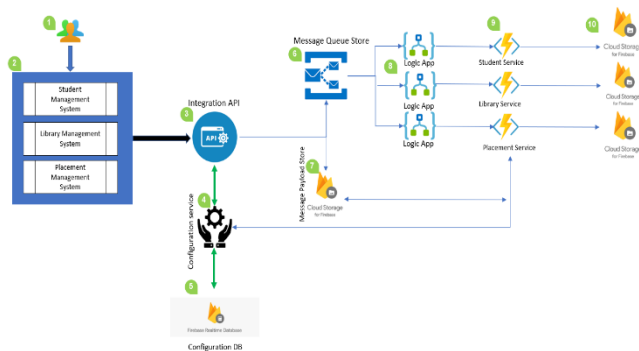 1
2
Student
Management
System
Library Management
System
Placement
Management
System
Integration API
3
API
4
Configuration service
5
Firebase Realtime Database
Configuration DB
Message Queue Store
6
7
Message Payload Store
Cloud Storage
for Firebase
8
Logic App
Logic App
Logic App
9
Student Service
Library Service
Placement Service
10
Cloud Storage
for Firebase
Cloud Storage
for Firebase
Cloud Storage
for Firebase